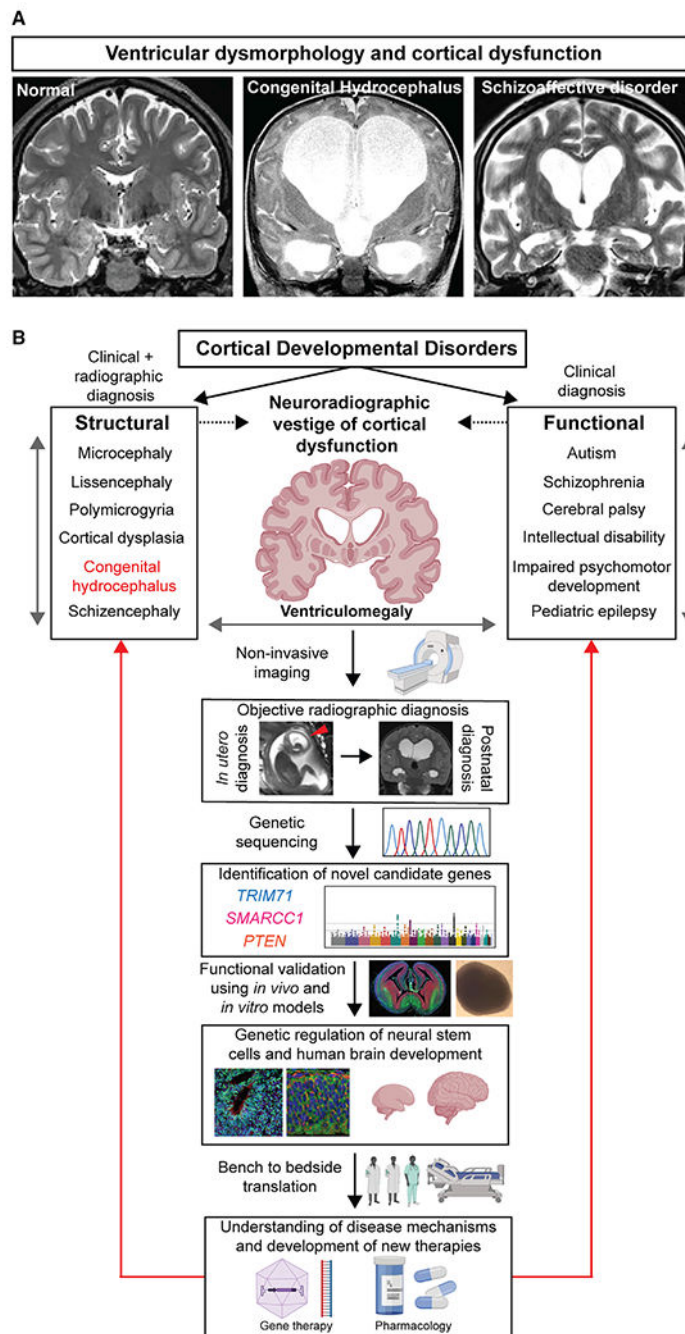 A
Ventricular dysmorphology and cortical dysfunction
Normal
Congenital Hydrocephalus
Schizoaffective disorder
B
Cortical Developmental Disorders
Clinical +
radiographic
diagnosis
Clinical
diagnosis
Structural
Microcephaly
Lissencephaly
Polymicrogyria
Cortical dysplasia
Congenital
hydrocephalus
Schizencephaly
Neuroradiographic
vestige of cortical
dysfunction
Ventriculomegaly
Functional
Autism
Schizophrenia
Cerebral palsy
Intellectual disability
Impaired psychomotor
development
Pediatric epilepsy
Non-invasive
imaging
Objective radiographic diagnosis
In utero
diagnosis
Postnatal
diagnosis
Genetic
sequencing
Identification of novel candidate genes
TRIM71
SMARCC1
PTEN
Functional validation
using in vivo and
in vitro models
Genetic regulation of neural stem
cells and human brain development
Bench to bedside
translation
Understanding of disease mechanisms
and development of new therapies
Gene therapy
Pharmacology